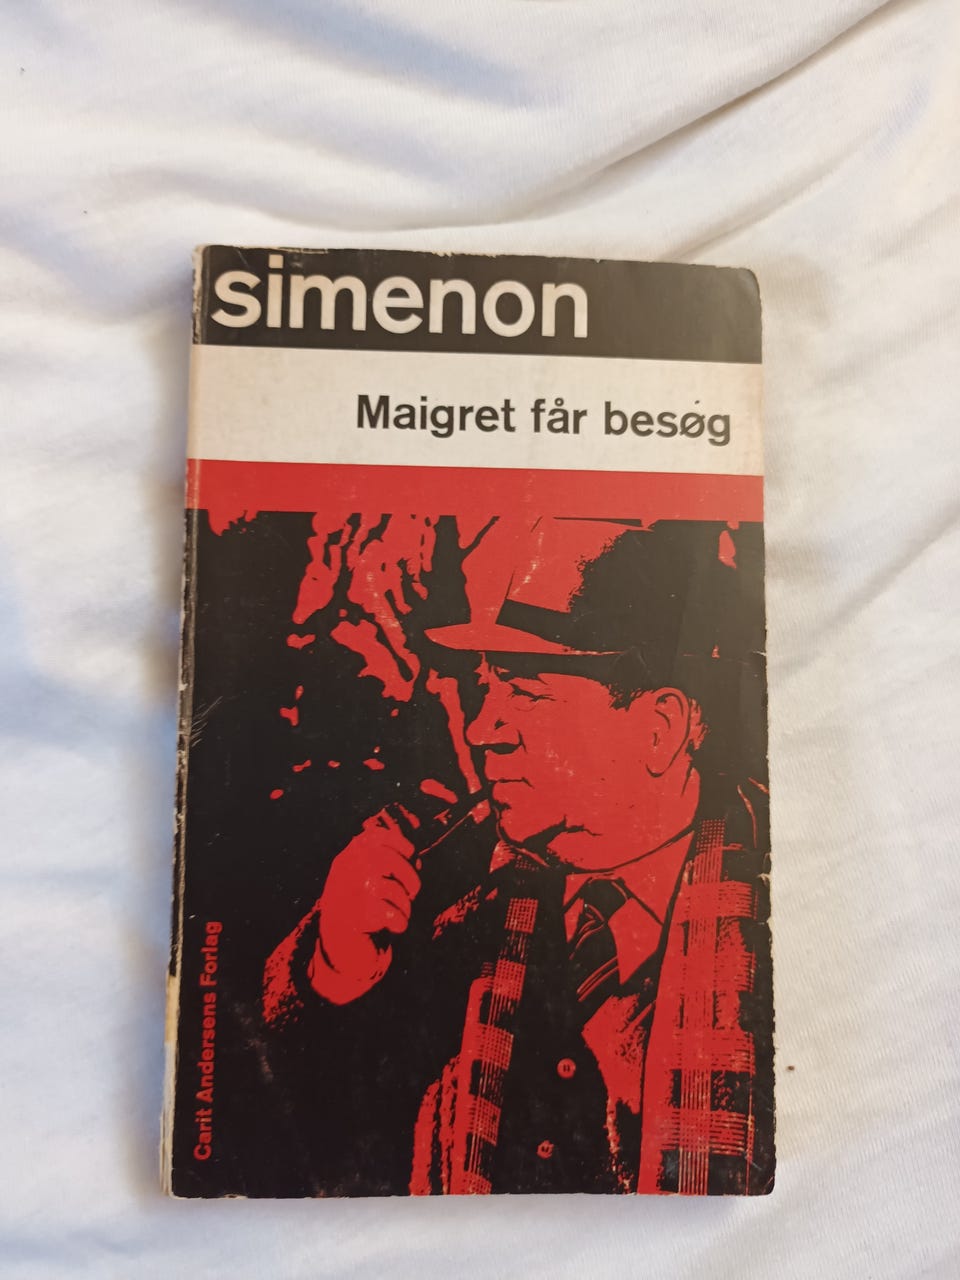 simenon
Maigret får besøg
Carit Andersens Forlag